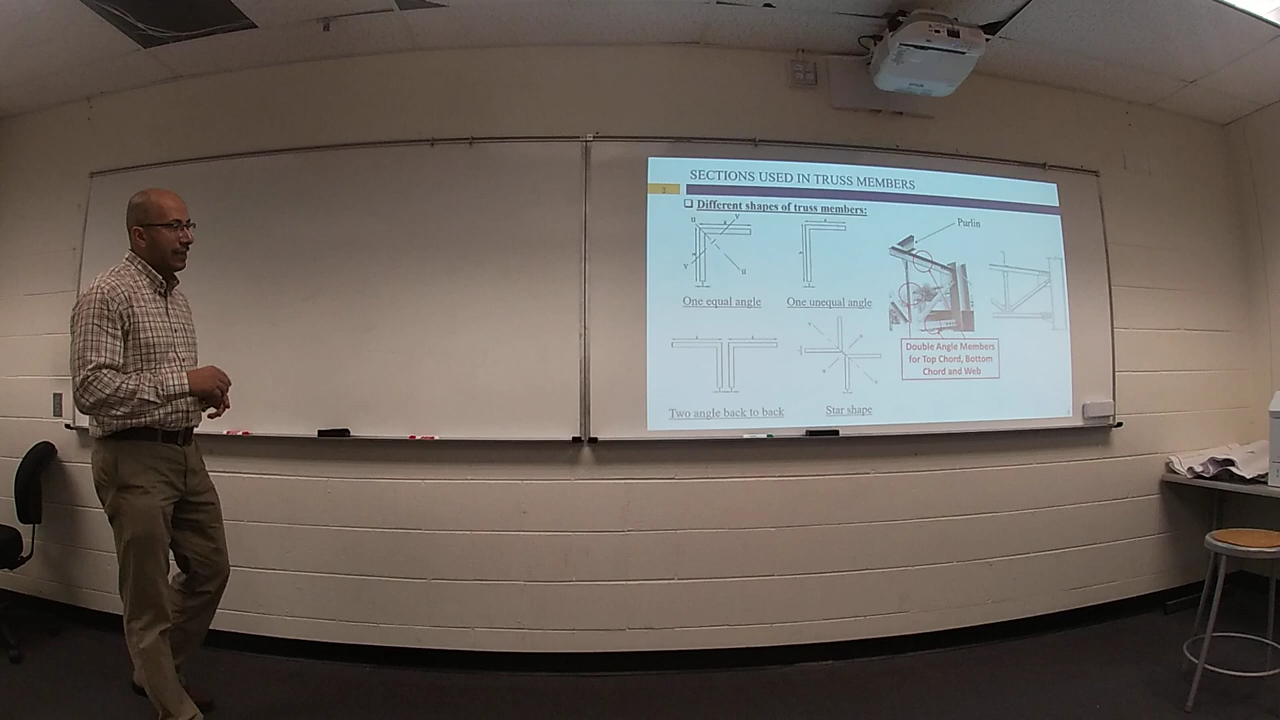 SECTIONS USED IN TRUSS MEMBERS
❑ Different shapes of truss members:
u
v
v
u
Purlin
One equal angle
One unequal angle
Double Angle Members
for Top Chord, Bottom
Chord and Web
Two angle back to back
Star shape